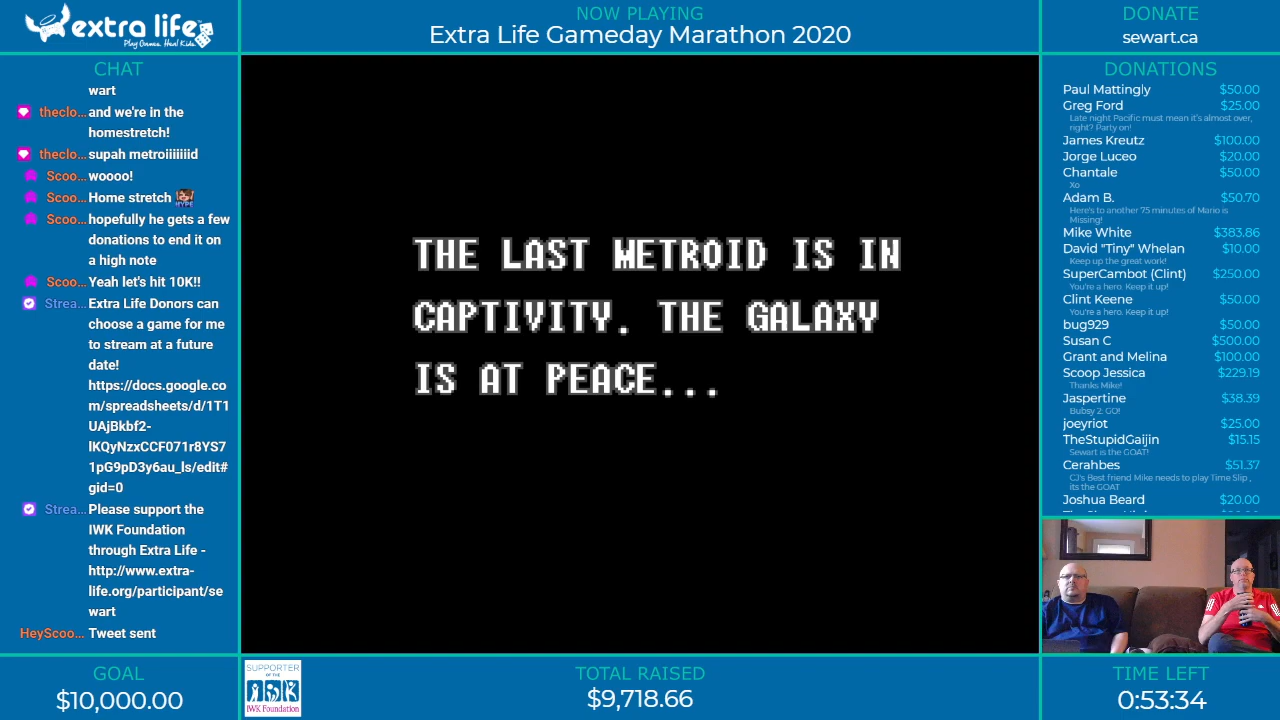 extra life
Play Games. Heal Kids.
NOW PLAYING
Extra Life Gameday Marathon 2020
DONATE
sewart.ca
CHAT
wart
theclo... and we're in the
homestretch!
theclo... supah metroiiiiiiid
Scoo... woooo!
Scoo... Home stretch HYPE
Scoo... hopefully he gets a few
donations to end it on
a high note
Scoo... Yeah let's hit 10K!!
Strea... Extra Life Donors can
choose a game for me
to stream at a future
date!
https://docs.google.co
m/spreadsheets/d/1T1
UAjBkbf2-
lKQyNzxCCF071r8YS7
1pG9pD3y6au_ls/edit#
gid=0
Strea... Please support the
IWK Foundation
through Extra Life -
http://www.extra-
life.org/participant/se
wart
HeyScoo... Tweet sent
THE LAST METROID IS IN
CAPTIVITY. THE GALAXY
IS AT PEACE...
DONATIONS
Paul Mattingly $50.00
Greg Ford $25.00
Late night Pacific must mean it's almost over,
right? Party on!
James Kreutz $100.00
Jorge Luceo $20.00
Chantale $50.00
Xo
Adam B. $50.70
Here's to another 75 minutes of Mario is
Missing!
Mike White $383.86
David "Tiny" Whelan $10.00
Keep up the great work!
SuperCambot (Clint) $250.00
You're a hero. Keep it up!
Clint Keene $50.00
You're a hero. Keep it up!
bug929 $50.00
Susan C $500.00
Grant and Melina $100.00
Scoop Jessica $229.19
Thanks Mike!
Jaspertine $38.39
Bubsy 2: GO!
joeyriot $25.00
TheStupidGaijin $15.15
Sewart is the GOAT!
Cerahbes $51.37
CJ's Best friend Mike needs to play Time Slip ,
its the GOAT
Joshua Beard $20.00
GOAL
$10,000.00
SUPPORTER
OF THE
IWK
IWK Foundation
TOTAL RAISED
$9,718.66
TIME LEFT
0:53:34